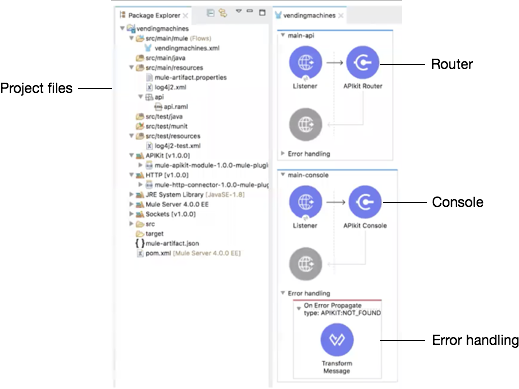 Package Explorer
vendingmachines
src/main/mule (Flows)
vendingmachines.xml
src/main/java
src/main/resources
mule-artifact.properties
log4j2.xml
api
api.raml
src/test/java
src/test/munit
src/test/resources
log4j2-test.xml
APIKit [v1.0.0]
mule-apikit-module-1.0.0-mule-plugi
HTTP [v1.0.0]
mule-http-connector-1.0.0-mule-plug
JRE System Library [JavaSE-1.8]
Mule Server 4.0.0 EE
Sockets [v1.0.0]
src
target
mule-artifact.json
pom.xml [Mule Server 4.0.0 EE]
Project files
vendingmachines
main-api
Listener
APIkit Router
Error handling
Router
main-console
Listener
APIkit Console
Console
Error handling
On Error Propagate
type: APIKIT:NOT_FOUND
Transform
Message
Error handling